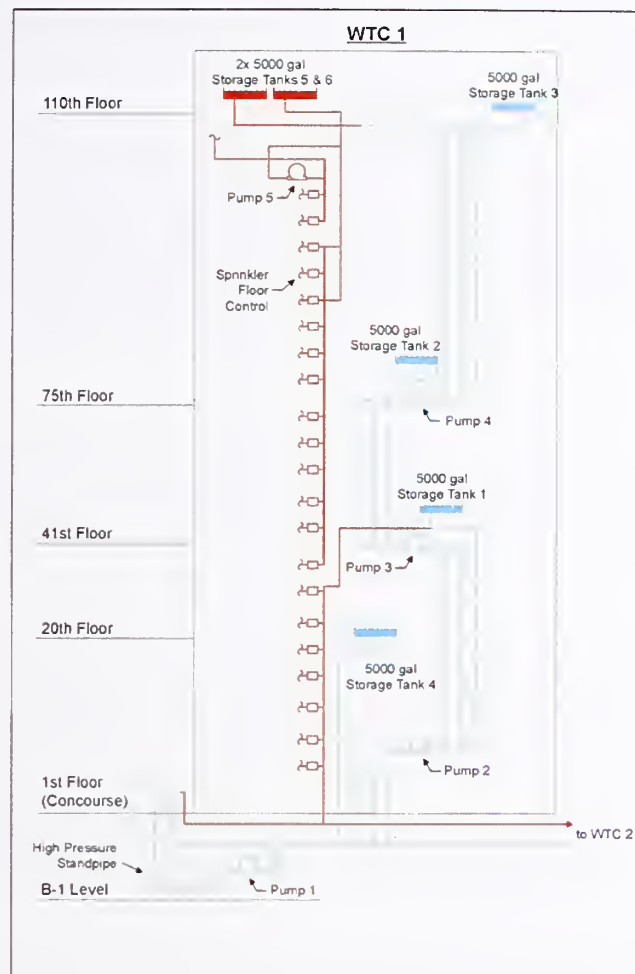 WTC 1
2x 5000 gal
Storage Tanks 5 & 6
5000 gal
Storage Tank 3
110th Floor
Pump 5
Sprinkler
Floor
Control
5000 gal
Storage Tank 2
75th Floor
Pump 4
5000 gal
Storage Tank 1
41st Floor
Pump 3
20th Floor
5000 gal
Storage Tank 4
Pump 2
1st Floor
(Concourse)
to WTC 2
High Pressure
Standpipe
B-1 Level
Pump 1